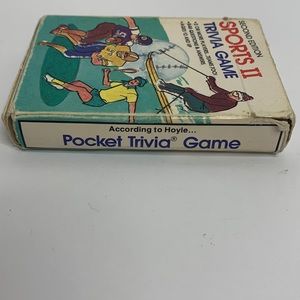 SECOND EDITION
SPORTS II
TRIVIA GAME
According to Hoyle...
Pocket Trivia® Game